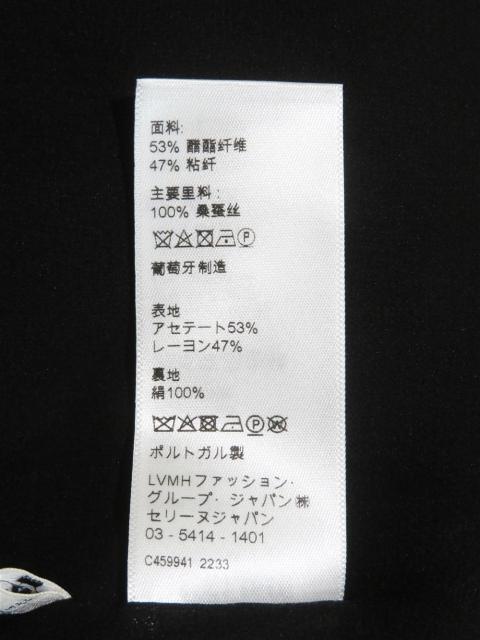 面料:
53% 醋酯纤维
47% 粘纤
主要里料:
100% 桑蚕丝
葡萄牙制造
表地
アセテート53%
レーヨン47%
裏地
絹100%
ポルトガル製
LVMHファッション・
グループ・ジャパン㈱
セリーヌジャパン
03 - 5414 - 1401
C459941 2233